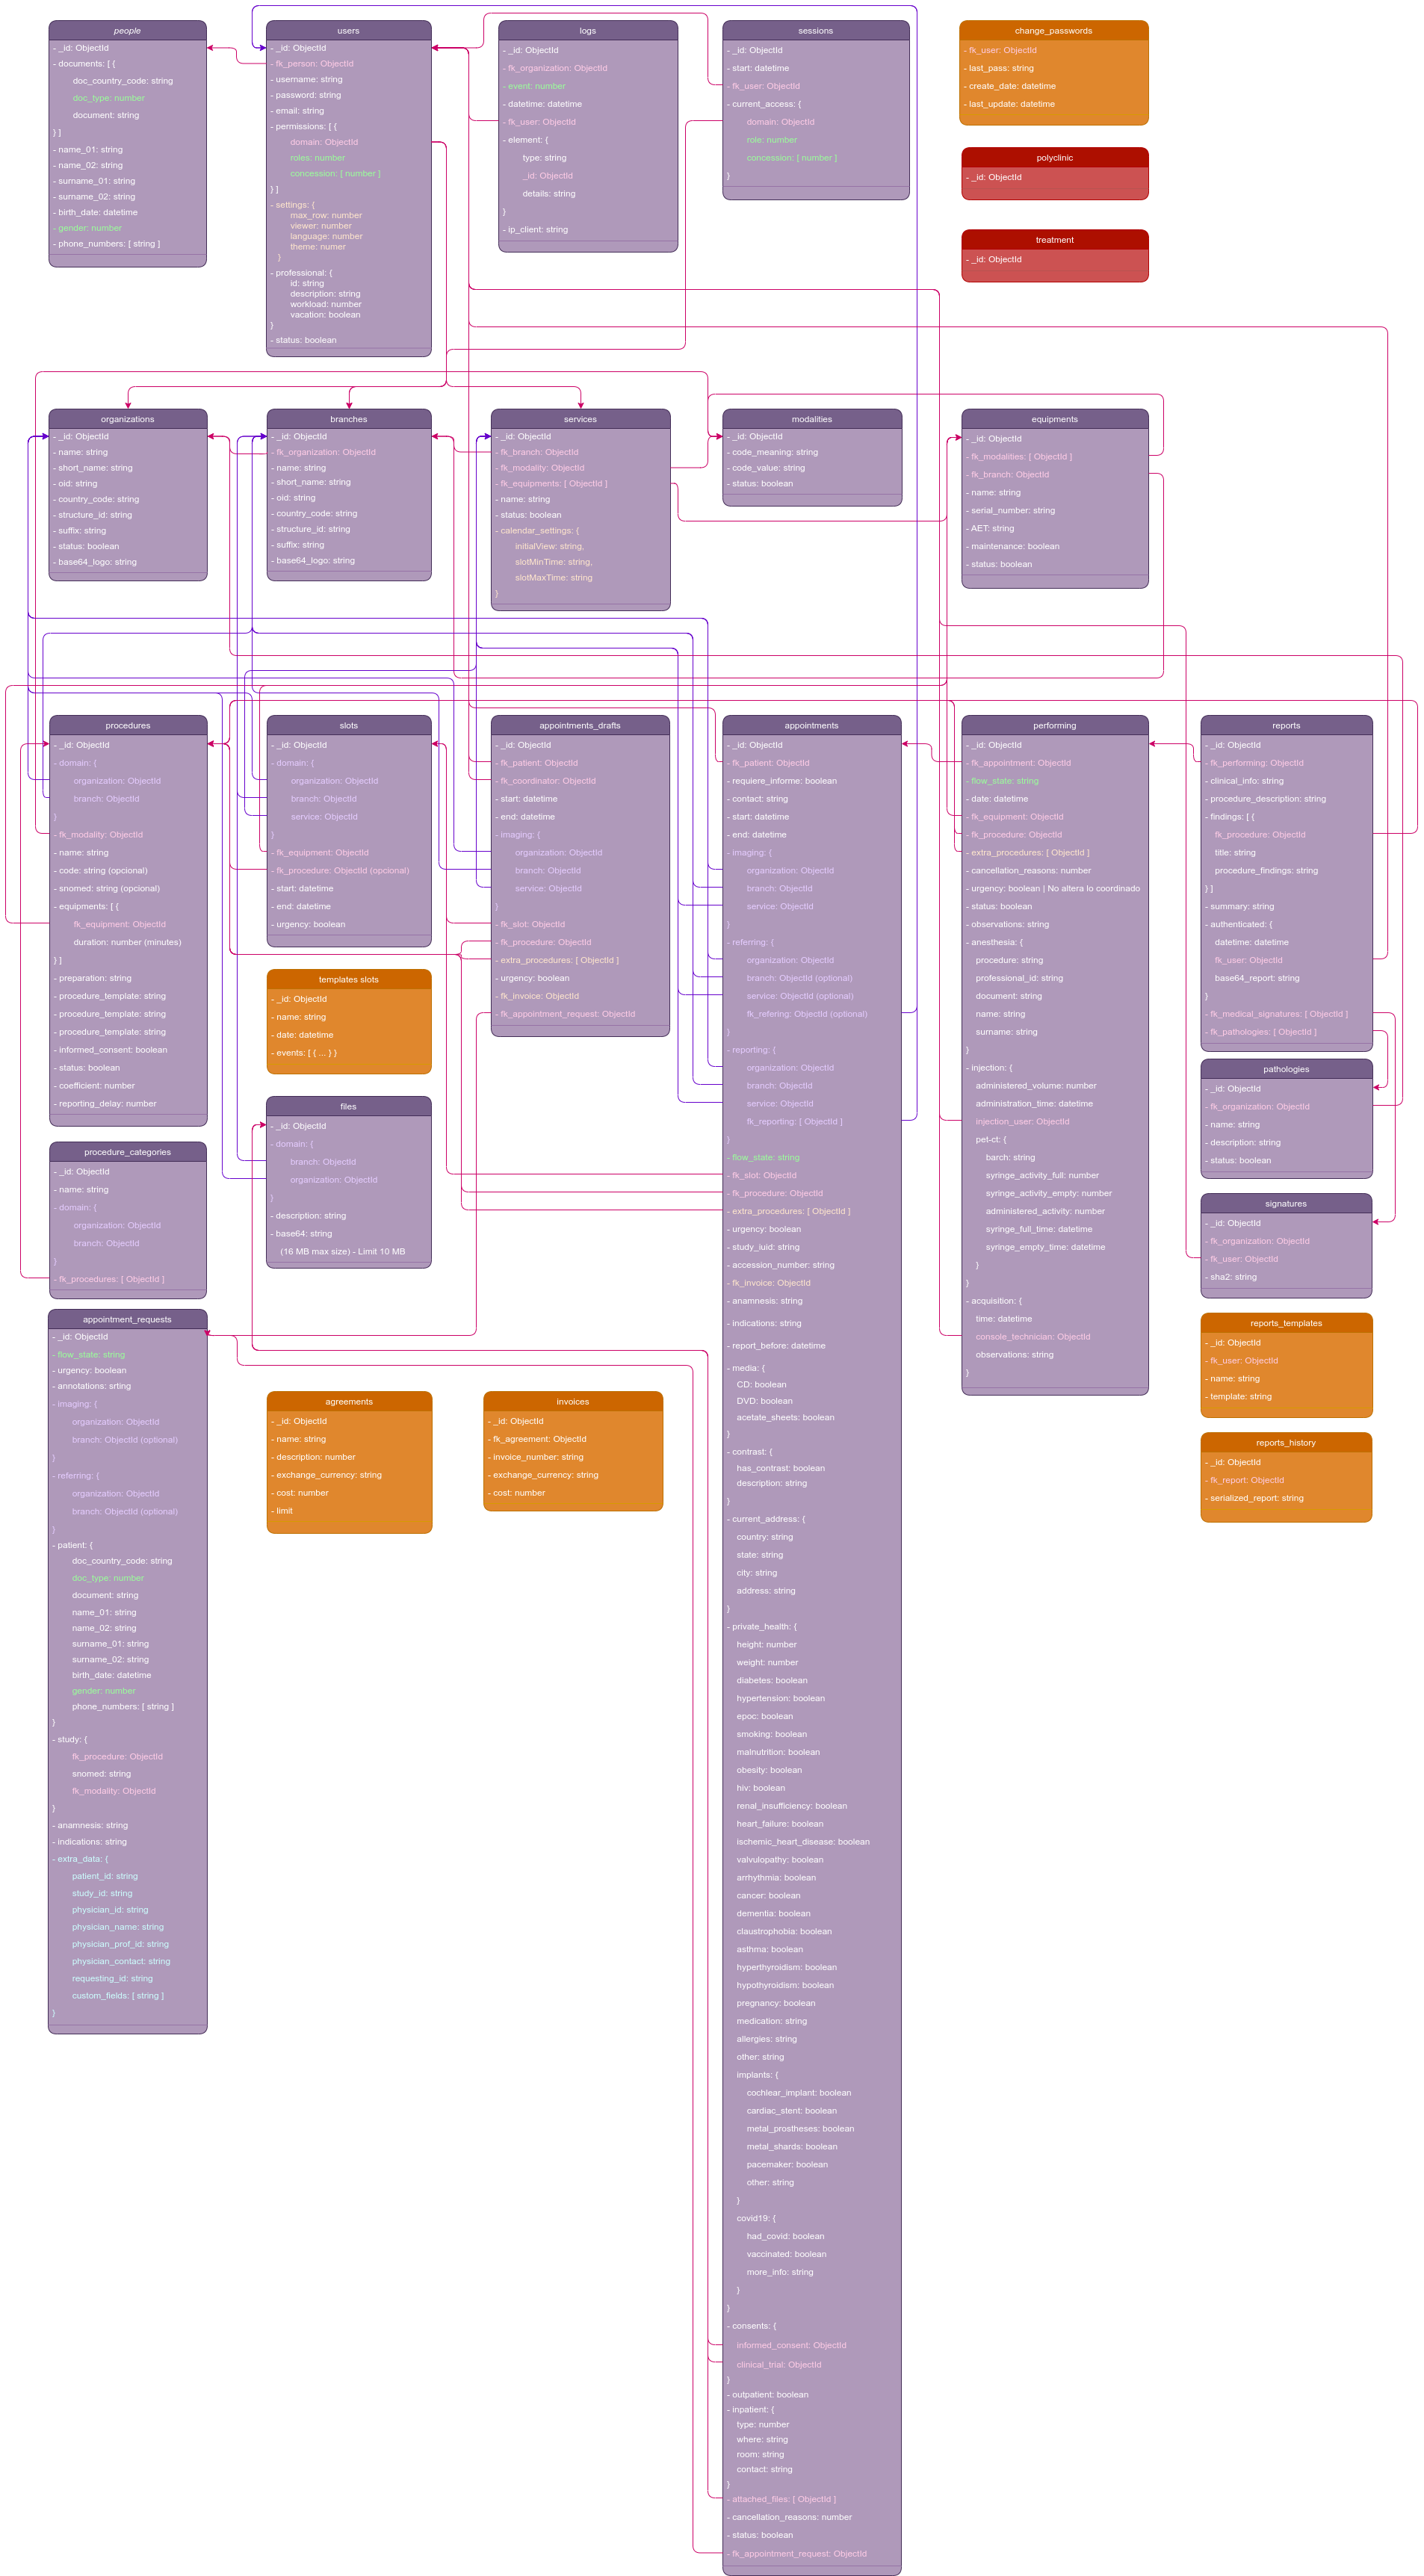 people
- _id: ObjectId
- documents: [ {
doc_country_code: string
doc_type: number
document: string
} ]
- name_01: string
- name_02: string
- surname_01: string
- surname_02: string
- birth_date: datetime
- gender: number
- phone_numbers: [ string ]
users
- _id: ObjectId
- fk_person: ObjectId
- username: string
- password: string
- email: string
- permissions: [ {
domain: ObjectId
roles: number
concession: [ number ]
} ]
- settings: {
max_row: number
viewer: number
language: number
theme: numer
}
- professional: {
id: string
description: string
workload: number
vacation: boolean
}
- status: boolean
logs
- _id: ObjectId
- fk_organization: ObjectId
- event: number
- datetime: datetime
- fk_user: ObjectId
- element: {
type: string
_id: ObjectId
details: string
}
- ip_client: string
sessions
- _id: ObjectId
- start: datetime
- fk_user: ObjectId
- current_access: {
domain: ObjectId
role: number
concession: [ number ]
}
change_passwords
- fk_user: ObjectId
- last_pass: string
- create_date: datetime
- last_update: datetime
polyclinic
- _id: ObjectId
treatment
- _id: ObjectId
organizations
- _id: ObjectId
- name: string
- short_name: string
- oid: string
- country_code: string
- structure_id: string
- suffix: string
- status: boolean
- base64_logo: string
branches
- _id: ObjectId
- fk_organization: ObjectId
- name: string
- short_name: string
- oid: string
- country_code: string
- structure_id: string
- suffix: string
- base64_logo: string
services
- _id: ObjectId
- fk_branch: ObjectId
- fk_modality: ObjectId
- fk_equipments: [ ObjectId ]
- name: string
- status: boolean
- calendar_settings: {
initialView: string,
slotMinTime: string,
slotMaxTime: string
}
modalities
- _id: ObjectId
- code_meaning: string
- code_value: string
- status: boolean
equipments
- _id: ObjectId
- fk_modalities: [ ObjectId ]
- fk_branch: ObjectId
- name: string
- serial_number: string
- AET: string
- maintenance: boolean
- status: boolean
procedures
- _id: ObjectId
- domain: {
organization: ObjectId
branch: ObjectId
}
- fk_modality: ObjectId
- name: string
- code: string (opcional)
- snomed: string (opcional)
- equipments: [ {
fk_equipment: ObjectId
duration: number (minutes)
} ]
- preparation: string
- procedure_template: string
- procedure_template: string
- procedure_template: string
- informed_consent: boolean
- status: boolean
- coefficient: number
- reporting_delay: number
slots
- _id: ObjectId
- domain: {
organization: ObjectId
branch: ObjectId
service: ObjectId
}
- fk_equipment: ObjectId
- fk_procedure: ObjectId (opcional)
- start: datetime
- end: datetime
- urgency: boolean
templates slots
- _id: ObjectId
- name: string
- date: datetime
- events: [ { ... } }
files
- _id: ObjectId
- domain: {
branch: ObjectId
organization: ObjectId
}
- description: string
- base64: string
(16 MB max size) - Limit 10 MB
appointments_drafts
- _id: ObjectId
- fk_patient: ObjectId
- fk_coordinator: ObjectId
- start: datetime
- end: datetime
- imaging: {
organization: ObjectId
branch: ObjectId
service: ObjectId
}
- fk_slot: ObjectId
- fk_procedure: ObjectId
- extra_procedures: [ ObjectId ]
- urgency: boolean
- fk_invoice: ObjectId
- fk_appointment_request: ObjectId
appointments
- _id: ObjectId
- fk_patient: ObjectId
- requiere_informe: boolean
- contact: string
- start: datetime
- end: datetime
- imaging: {
organization: ObjectId
branch: ObjectId
service: ObjectId
}
- referring: {
organization: ObjectId
branch: ObjectId (optional)
service: ObjectId (optional)
fk_refering: ObjectId (optional)
}
- reporting: {
organization: ObjectId
branch: ObjectId
service: ObjectId
fk_reporting: [ ObjectId ]
}
- flow_state: string
- fk_slot: ObjectId
- fk_procedure: ObjectId
- extra_procedures: [ ObjectId ]
- urgency: boolean
- study_iuid: string
- accession_number: string
- fk_invoice: ObjectId
- anamnesis: string
- indications: string
- report_before: datetime
- media: {
CD: boolean
DVD: boolean
acetate_sheets: boolean
}
- contrast: {
has_contrast: boolean
description: string
}
- current_address: {
country: string
state: string
city: string
address: string
}
- private_health: {
height: number
weight: number
diabetes: boolean
hypertension: boolean
epoc: boolean
smoking: boolean
malnutrition: boolean
obesity: boolean
hiv: boolean
renal_insufficiency: boolean
heart_failure: boolean
ischemic_heart_disease: boolean
valvulopathy: boolean
arrhythmia: boolean
cancer: boolean
dementia: boolean
claustrophobia: boolean
asthma: boolean
hyperthyroidism: boolean
hypothyroidism: boolean
pregnancy: boolean
medication: string
allergies: string
other: string
implants: {
cochlear_implant: boolean
cardiac_stent: boolean
metal_prostheses: boolean
metal_shards: boolean
pacemaker: boolean
other: string
}
covid19: {
had_covid: boolean
vaccinated: boolean
more_info: string
}
}
- consents: {
informed_consent: ObjectId
clinical_trial: ObjectId
}
- outpatient: boolean
- inpatient: {
type: number
where: string
room: string
contact: string
}
- attached_files: [ ObjectId ]
- cancellation_reasons: number
- status: boolean
- fk_appointment_request: ObjectId
performing
- _id: ObjectId
- fk_appointment: ObjectId
- flow_state: string
- date: datetime
- fk_equipment: ObjectId
- fk_procedure: ObjectId
- extra_procedures: [ ObjectId ]
- cancellation_reasons: number
- urgency: boolean | No altera lo coordinado
- status: boolean
- observations: string
- anesthesia: {
procedure: string
professional_id: string
document: string
name: string
surname: string
}
- injection: {
administered_volume: number
administration_time: datetime
injection_user: ObjectId
pet-ct: {
barch: string
syringe_activity_full: number
syringe_activity_empty: number
administered_activity: number
syringe_full_time: datetime
syringe_empty_time: datetime
}
}
- acquisition: {
time: datetime
console_technician: ObjectId
observations: string
}
reports
- _id: ObjectId
- fk_performing: ObjectId
- clinical_info: string
- procedure_description: string
- findings: [ {
fk_procedure: ObjectId
title: string
procedure_findings: string
} ]
- summary: string
- authenticated: {
datetime: datetime
fk_user: ObjectId
base64_report: string
}
- fk_medical_signatures: [ ObjectId ]
- fk_pathologies: [ ObjectId ]
pathologies
- _id: ObjectId
- fk_organization: ObjectId
- name: string
- description: string
- status: boolean
signatures
- _id: ObjectId
- fk_organization: ObjectId
- fk_user: ObjectId
- sha2: string
reports_templates
- _id: ObjectId
- fk_user: ObjectId
- name: string
- template: string
reports_history
- _id: ObjectId
- fk_report: ObjectId
- serialized_report: string
procedure_categories
- _id: ObjectId
- name: string
- domain: {
organization: ObjectId
branch: ObjectId
}
- fk_procedures: [ ObjectId ]
appointment_requests
- _id: ObjectId
- flow_state: string
- urgency: boolean
- annotations: srting
- imaging: {
organization: ObjectId
branch: ObjectId (optional)
}
- referring: {
organization: ObjectId
branch: ObjectId (optional)
}
- patient: {
doc_country_code: string
doc_type: number
document: string
name_01: string
name_02: string
surname_01: string
surname_02: string
birth_date: datetime
gender: number
phone_numbers: [ string ]
}
- study: {
fk_procedure: ObjectId
snomed: string
fk_modality: ObjectId
}
- anamnesis: string
- indications: string
- extra_data: {
patient_id: string
study_id: string
physician_id: string
physician_name: string
physician_prof_id: string
physician_contact: string
requesting_id: string
custom_fields: [ string ]
}
agreements
- _id: ObjectId
- name: string
- description: number
- exchange_currency: string
- cost: number
- limit
invoices
- _id: ObjectId
- fk_agreement: ObjectId
- invoice_number: string
- exchange_currency: string
- cost: number